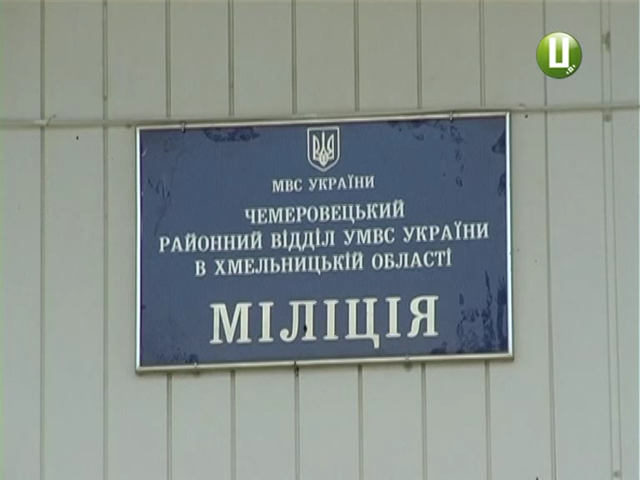 Ц
МВС УКРАЇНИ
ЧЕМЕРОВЕЦЬКИЙ
РАЙОННИЙ ВІДДІЛ УМВС УКРАЇНИ
В ХМЕЛЬНИЦЬКІЙ ОБЛАСТІ
МІЛІЦІЯ